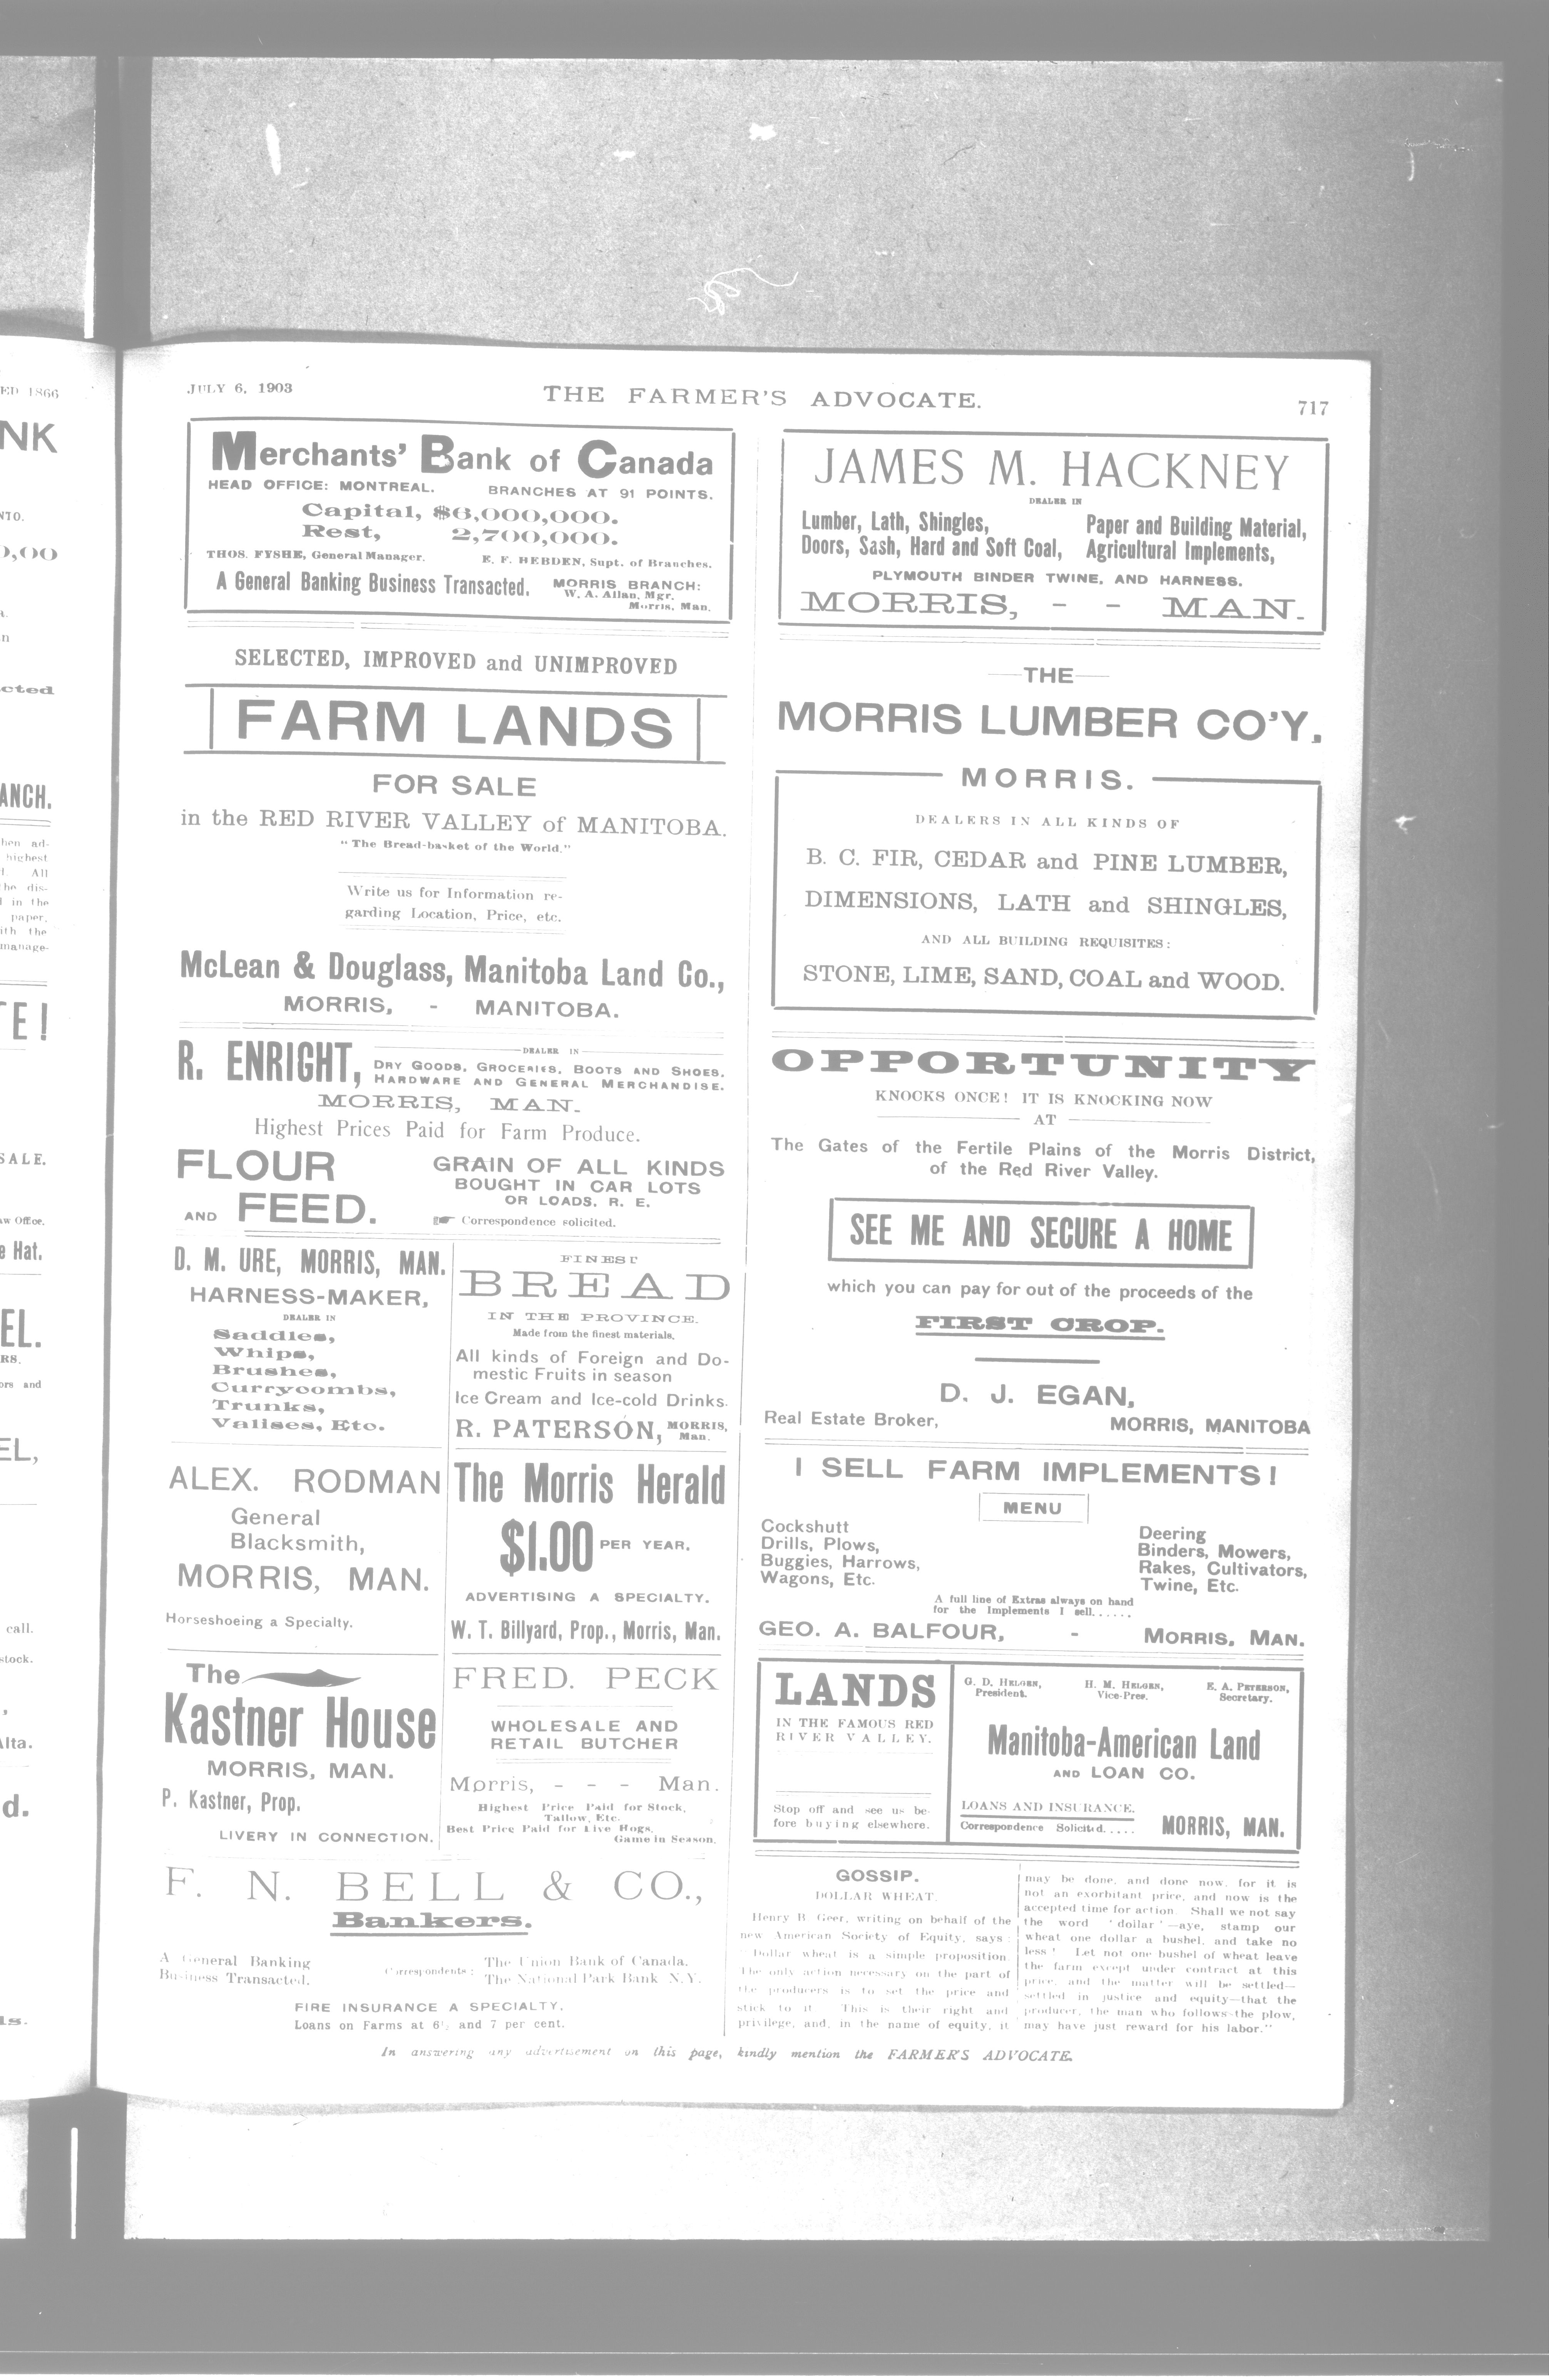 JULY 6, 1903
THE FARMER'S ADVOCATE.
717
Merchants' Bank of Canada
HEAD OFFICE: MONTREAL. BRANCHES AT 91 POINTS.
Capital, $6,000,000.
Rest, 2,700,000.
THOS. FYSHE, General Manager. E. F. HEBDEN, Supt. of Branches.
A General Banking Business Transacted.
MORRIS BRANCH:
W. A. Allan, Mgr.
Morris, Man.
SELECTED, IMPROVED and UNIMPROVED
FARM LANDS
FOR SALE
in the RED RIVER VALLEY of MANITOBA.
"The Bread-basket of the World."
Write us for Information re-
garding Location, Price, etc.
McLean & Douglass, Manitoba Land Co.,
MORRIS, - MANITOBA.
R. ENRIGHT,
DEALER IN
DRY GOODS, GROCERIES, BOOTS AND SHOES,
HARDWARE AND GENERAL MERCHANDISE.
MORRIS, MAN.
Highest Prices Paid for Farm Produce.
FLOUR
AND FEED.
GRAIN OF ALL KINDS
BOUGHT IN CAR LOTS
OR LOADS. R. E.
☞ Correspondence solicited.
D. M. URE, MORRIS, MAN.
HARNESS-MAKER,
DEALER IN
Saddles,
Whips,
Brushes,
Currycombs,
Trunks,
Valises, Etc.
FINEST
BREAD
IN THE PROVINCE.
Made from the finest materials.
All kinds of Foreign and Do-
mestic Fruits in season
Ice Cream and Ice-cold Drinks.
R. PATERSON, MORRIS,
Man.
ALEX. RODMAN
General
Blacksmith,
MORRIS, MAN.
Horseshoeing a Specialty.
The Morris Herald
$1.00 PER YEAR.
ADVERTISING A SPECIALTY.
W. T. Billyard, Prop., Morris, Man.
The
Kastner House
MORRIS, MAN.
P. Kastner, Prop.
LIVERY IN CONNECTION.
FRED. PECK
WHOLESALE AND
RETAIL BUTCHER
Morris, - - - Man.
Highest Price Paid for Stock,
Tallow, Etc.
Best Price Paid for Live Hogs,
Game in Season.
F. N. BELL & CO.,
Bankers.
A General Banking
Business Transacted.
Correspondents:
The Union Bank of Canada.
The National Park Bank N.Y.
FIRE INSURANCE A SPECIALTY.
Loans on Farms at 6½ and 7 per cent.
JAMES M. HACKNEY
DEALER IN
Lumber, Lath, Shingles,
Doors, Sash, Hard and Soft Coal,
Paper and Building Material,
Agricultural Implements,
PLYMOUTH BINDER TWINE, AND HARNESS.
MORRIS, - - MAN.
THE
MORRIS LUMBER CO'Y,
MORRIS.
DEALERS IN ALL KINDS OF
B. C. FIR, CEDAR and PINE LUMBER,
DIMENSIONS, LATH and SHINGLES,
AND ALL BUILDING REQUISITES:
STONE, LIME, SAND, COAL and WOOD.
OPPORTUNITY
KNOCKS ONCE! IT IS KNOCKING NOW
AT
The Gates of the Fertile Plains of the Morris District,
of the Red River Valley.
SEE ME AND SECURE A HOME
which you can pay for out of the proceeds of the
FIRST CROP.
D. J. EGAN,
Real Estate Broker, MORRIS, MANITOBA
I SELL FARM IMPLEMENTS!
MENU
Cockshutt
Drills, Plows,
Buggies, Harrows,
Wagons, Etc.
Deering
Binders, Mowers,
Rakes, Cultivators,
Twine, Etc.
A full line of Extras always on hand
for the Implements I sell......
GEO. A. BALFOUR, - MORRIS, MAN.
LANDS
IN THE FAMOUS RED
RIVER VALLEY.
Stop off and see us be-
fore buying elsewhere.
G. D. HELGEN,
President.
H. M. HELGEN,
Vice-Pres.
E. A. PETERSON,
Secretary.
Manitoba-American Land
AND LOAN CO.
LOANS AND INSURANCE.
Correspondence Solicited.....
MORRIS, MAN.
GOSSIP.
DOLLAR WHEAT.
Henry B. Geer, writing on behalf of the
new American Society of Equity, says:
"Dollar wheat is a simple proposition.
The only action necessary on the part of
the producers is to set the price and
stick to it. This is their right and
privilege, and, in the name of equity, it
may be done, and done now, for it is
not an exorbitant price, and now is the
accepted time for action. Shall we not say
the word 'dollar'—aye, stamp our
wheat one dollar a bushel, and take no
less? Let not one bushel of wheat leave
the farm except under contract at this
price, and the matter will be settled—
settled in justice and equity—that the
producer, the man who follows the plow,
may have just reward for his labor."
In answering any advertisement on this page, kindly mention the FARMER'S ADVOCATE.